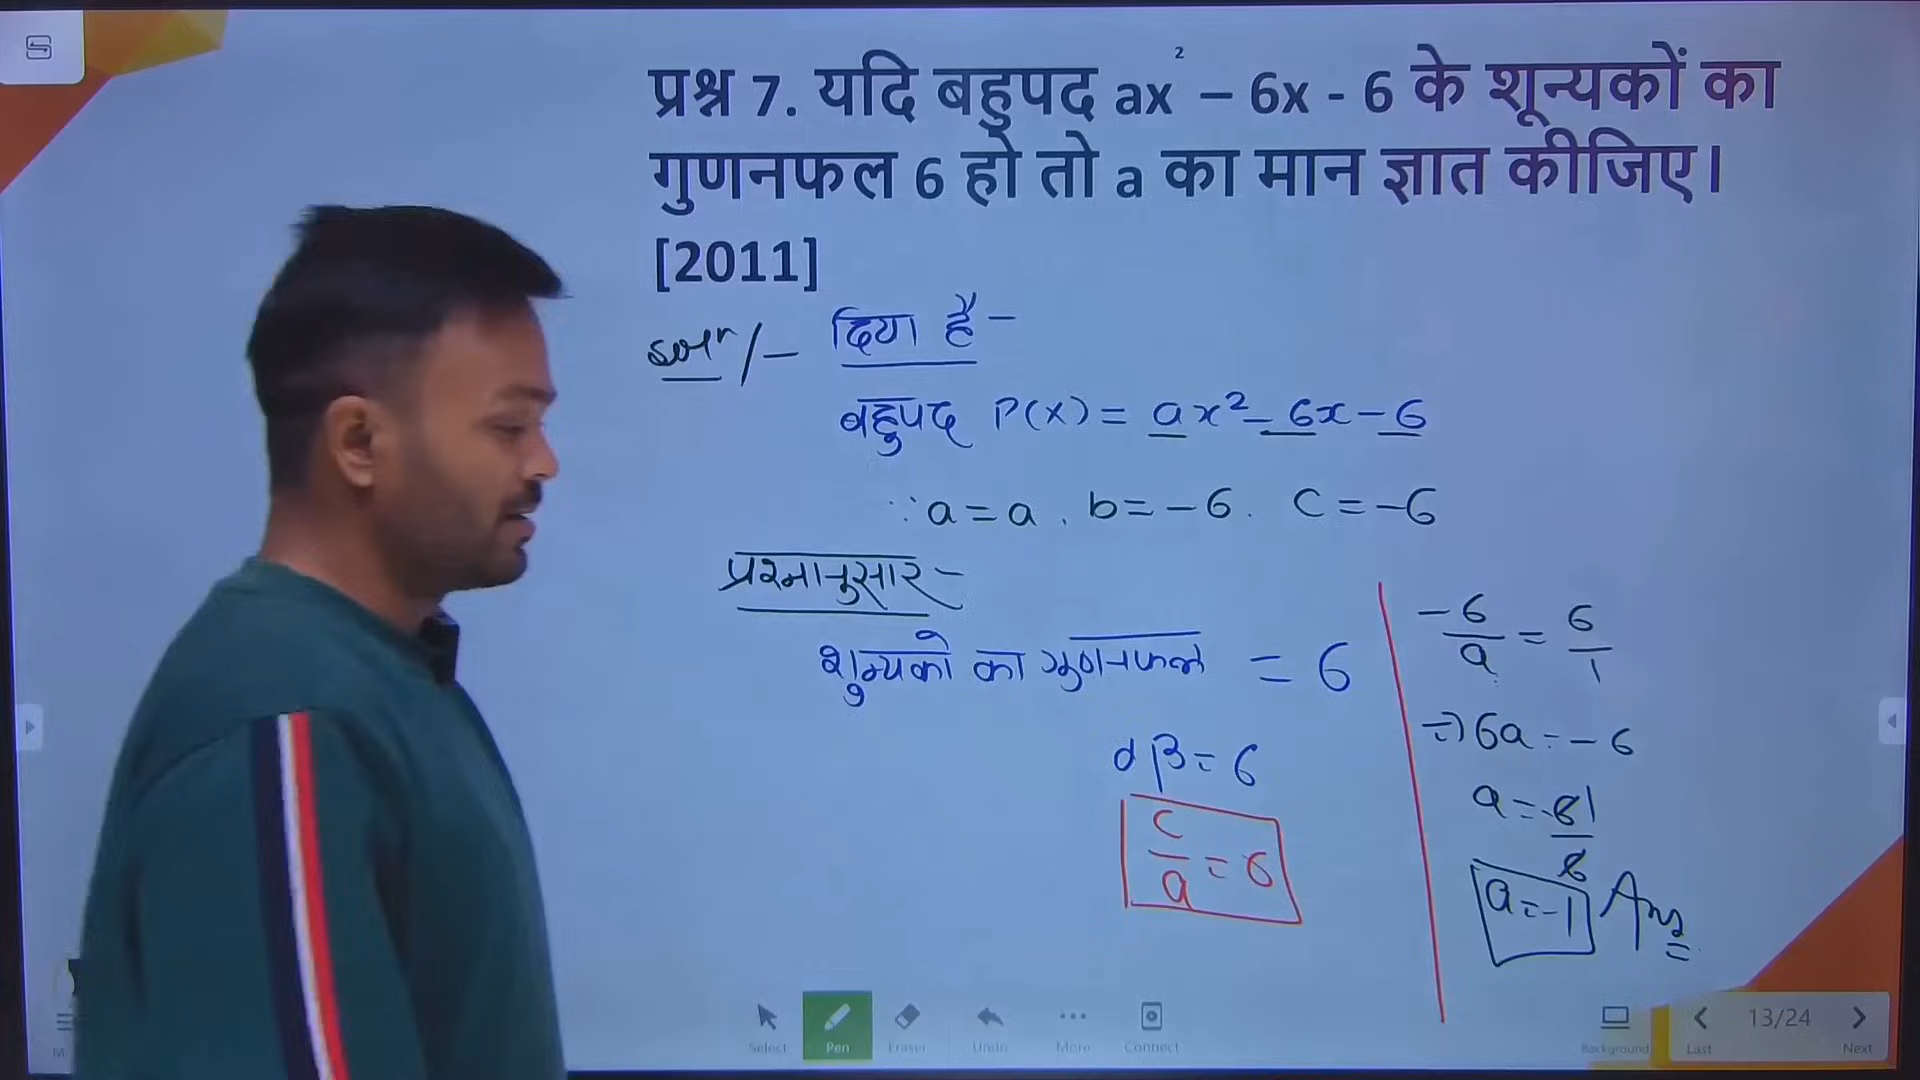 प्रश्न 7. यदि बहुपद ax² – 6x - 6 के शून्यकों का
गुणनफल 6 हो तो a का मान ज्ञात कीजिए।
[2011]
solⁿ/– दिया है –
बहुपद P(x) = ax² – 6x – 6
∵ a = a, b = –6. c = –6
प्रश्नानुसार –
शुन्यको का गुणनफल = 6
αβ = 6
c/a = 6
–6/a = 6/1
⇒ 6a = –6
a = –6/6 1
a = –1 Ans
Select Pen Eraser Undo More Connect
Background Last 13/24 Next